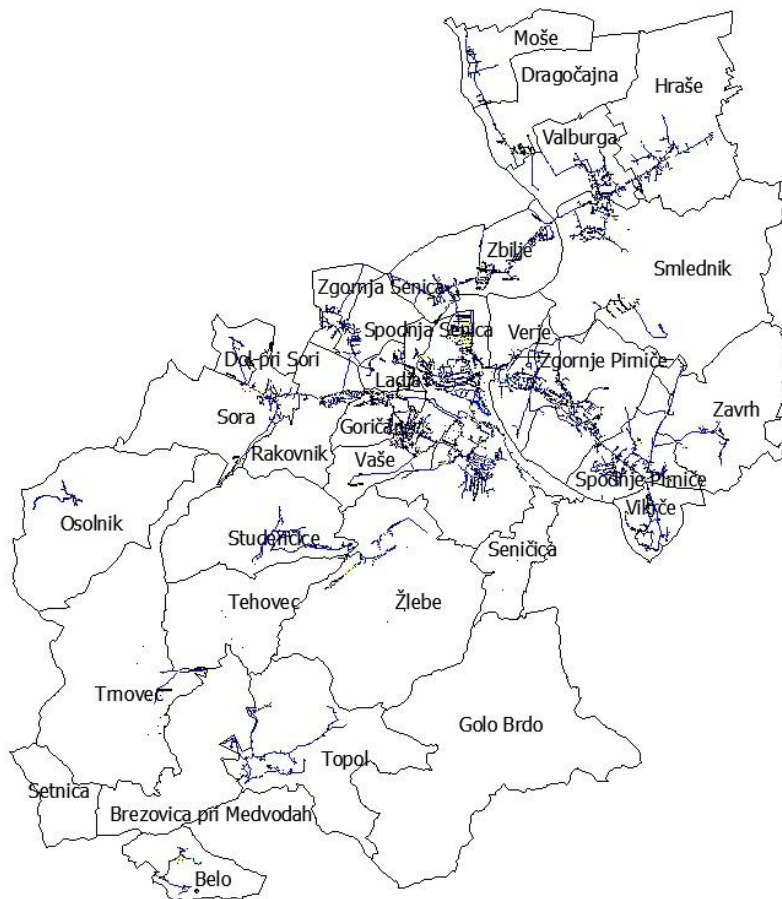 Moše
Dragočajna
Hraše
Valburga
Zbilje
Smlednik
Zgornja Senica
Spodnja Senica
Verje
Dol pri Sori
Zgornje Pirniče
Ladja
Sora
Goričane
Zavrh
Rakovnik
Vaše
Spodnje Pirniče
Vikrče
Osolnik
Studenčice
Seničica
Tehovec
Žlebe
Trnovec
Golo Brdo
Topol
Setnica
Brezovica pri Medvodah
Belo